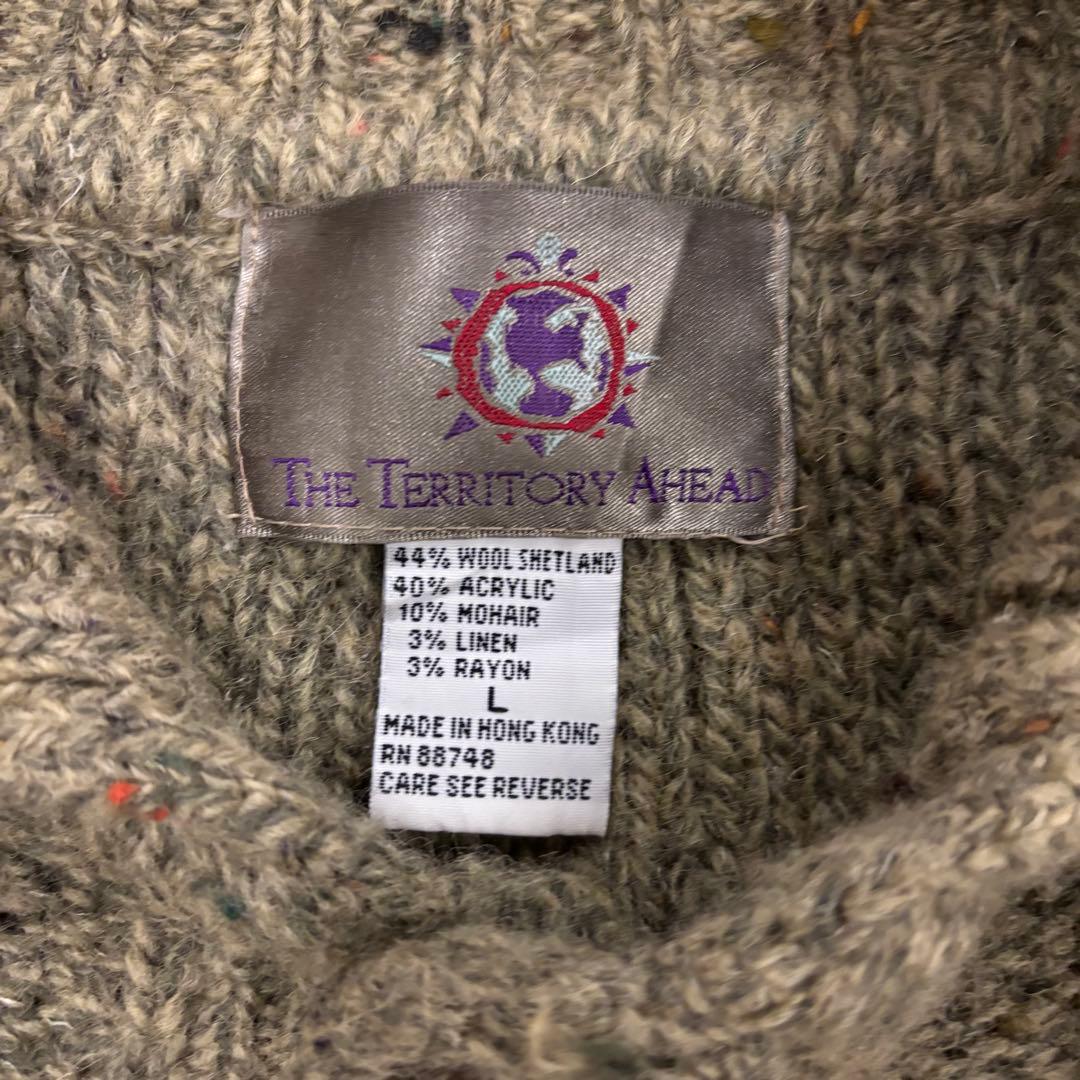 THE TERRITORY AHEAD
44% WOOL SHETLAND
40% ACRYLIC
10% MOHAIR
3% LINEN
3% RAYON
L
MADE IN HONG KONG
RN 88748
CARE SEE REVERSE